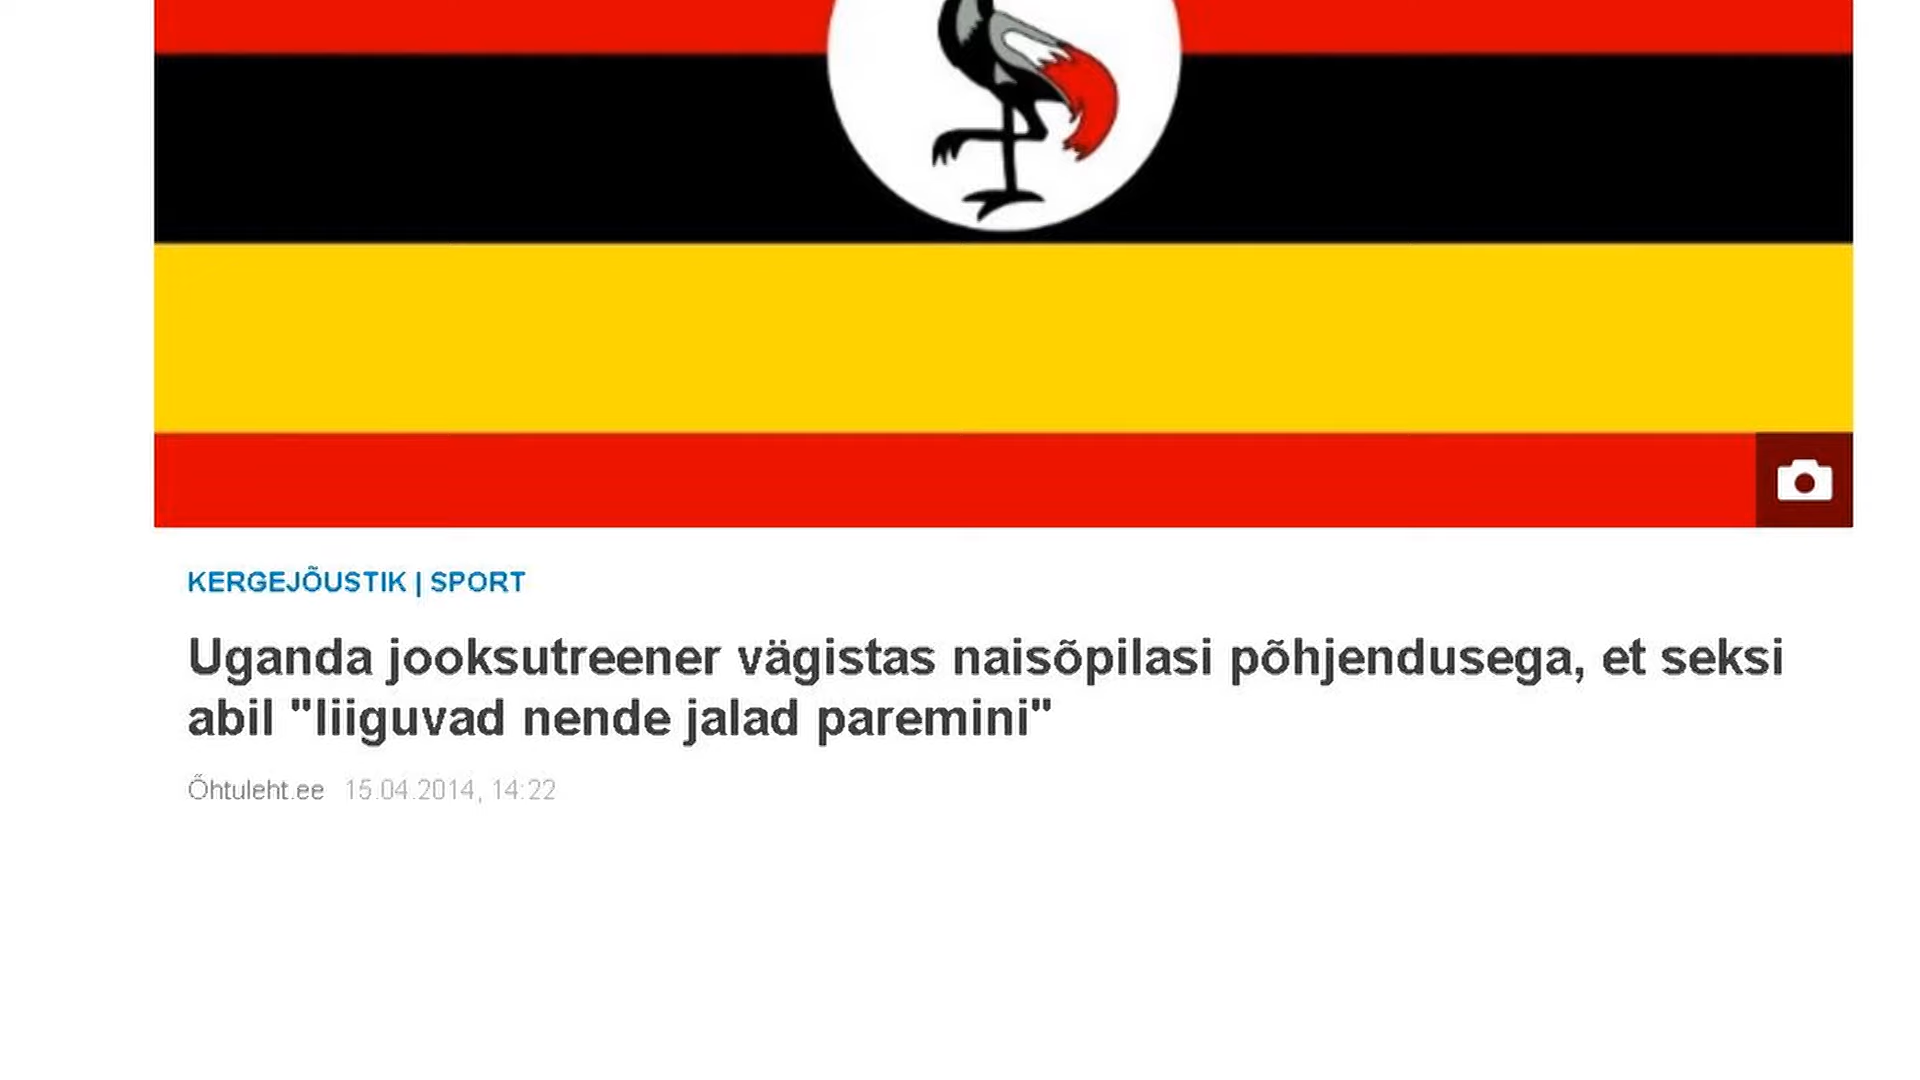 KERGEJÕUSTIK | SPORT
Uganda jooksutreener vägistas naisõpilasi põhjendusega, et seksi
abil "liiguvad nende jalad paremini"
Õhtuleht.ee 15.04.2014, 14:22